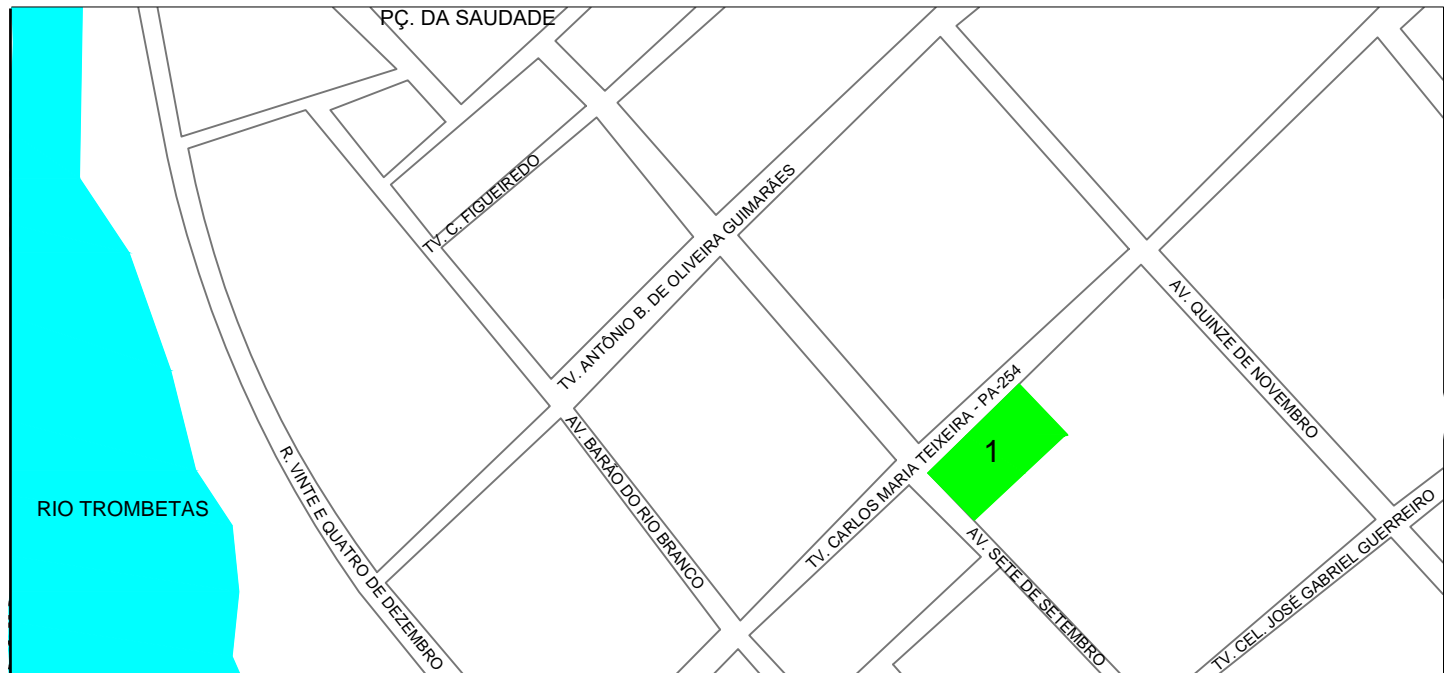 PÇ. DA SAUDADE
TV. C. FIGUEIREDO
TV. ANTÔNIO B. DE OLIVEIRA GUIMARÃES
AV. QUINZE DE NOVEMBRO
TV. CARLOS MARIA TEIXEIRA - PA-254
1
AV. BARÃO DO RIO BRANCO
R. VINTE E QUATRO DE DEZEMBRO
RIO TROMBETAS
AV. SETE DE SETEMBRO
TV. CEL. JOSÉ GABRIEL GUERREIRO